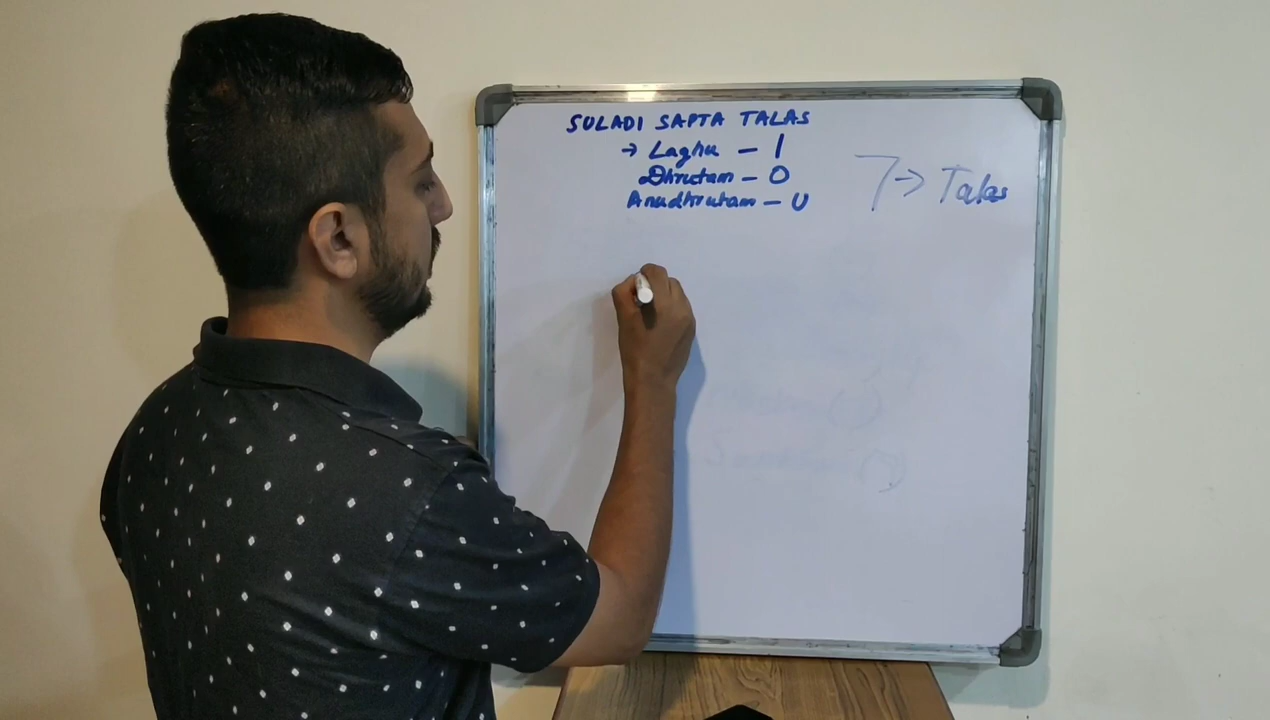 SULADI SAPTA TALAS
→ Laghu - |
Dhrutam - O
Anudhrutam - U
7 → Talas